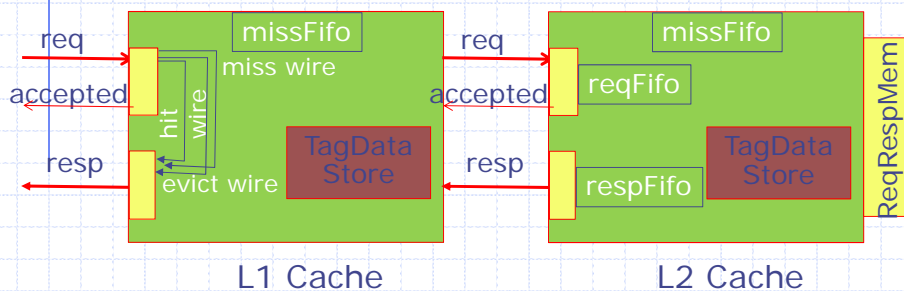 req
accepted
resp
missFifo
miss wire
hit
wire
evict wire
TagData
Store
L1 Cache
req
accepted
resp
missFifo
reqFifo
respFifo
TagData
Store
ReqRespMem
L2 Cache